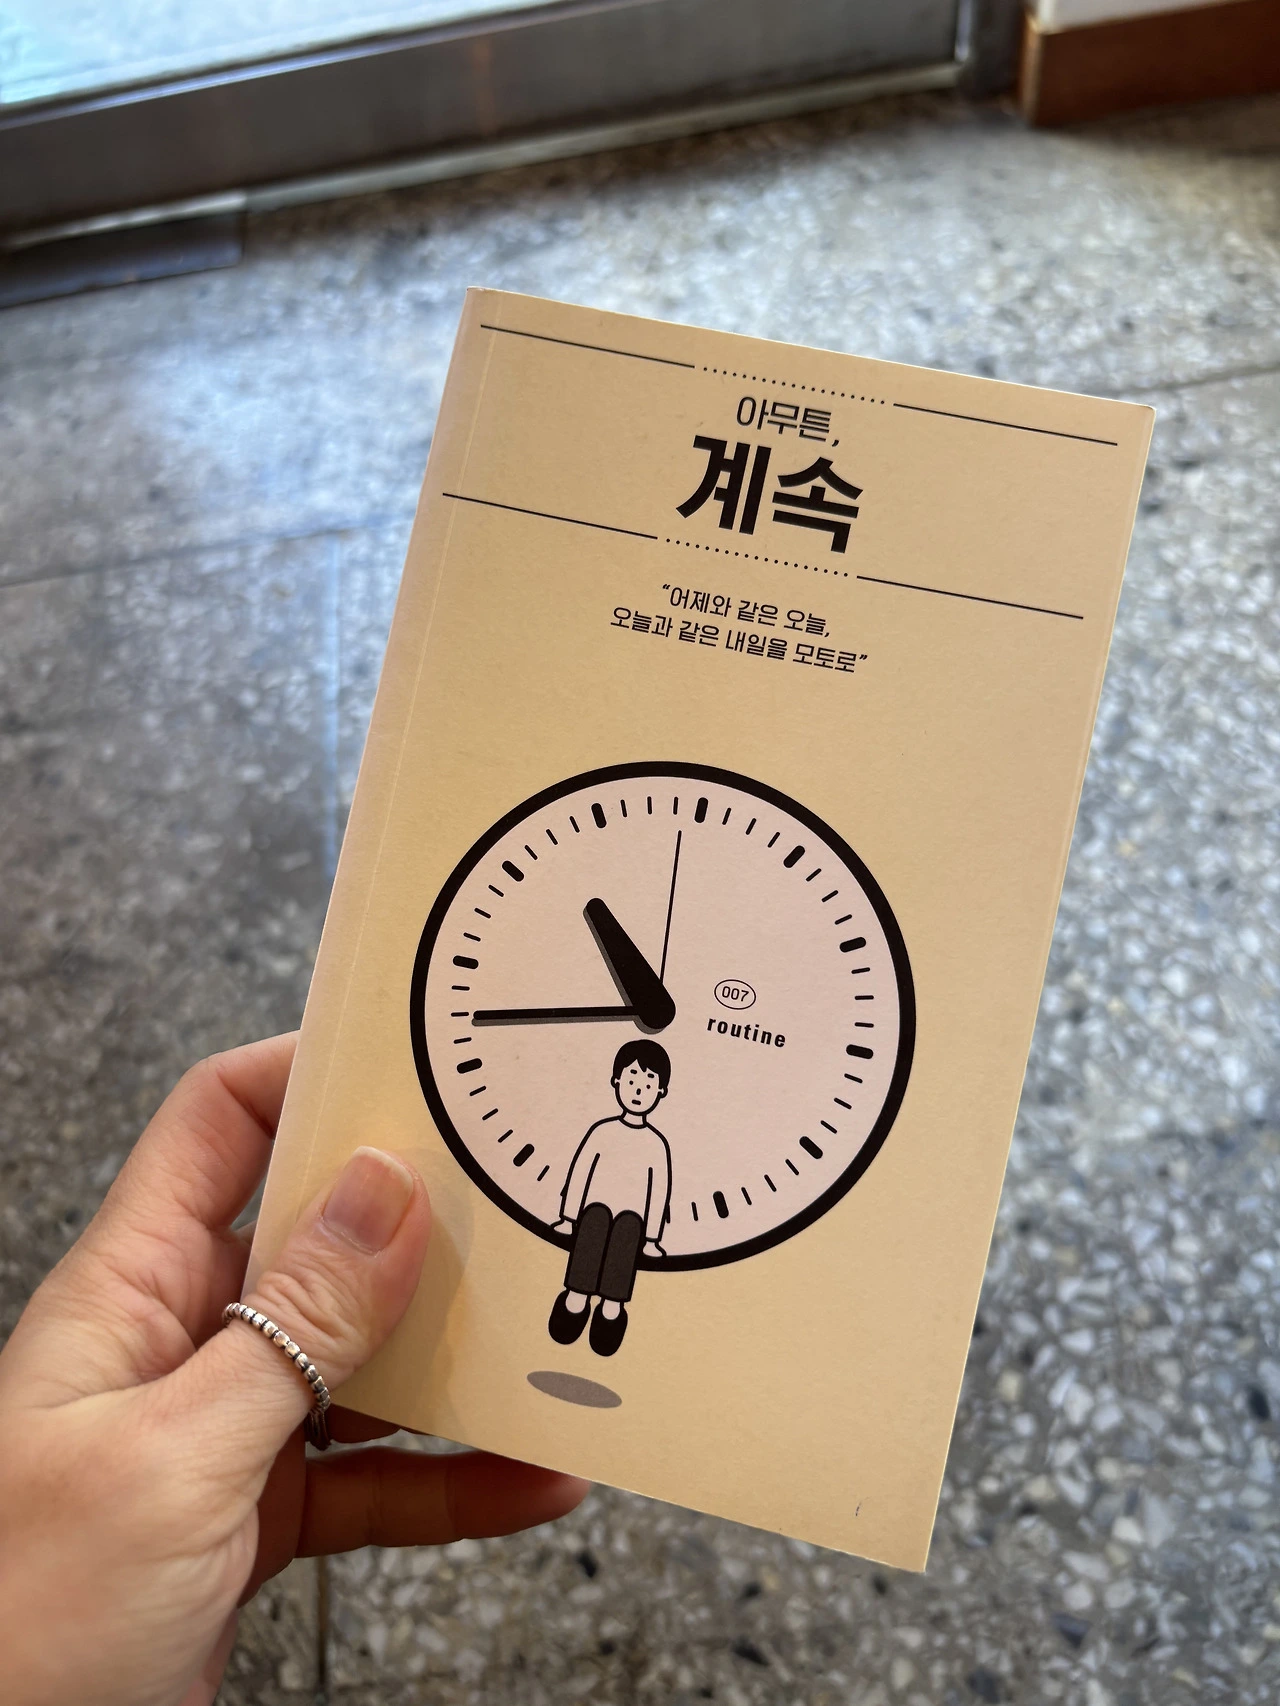 아무튼,
계속
“어제와 같은 오늘,
오늘과 같은 내일을 모토로”
007
routine